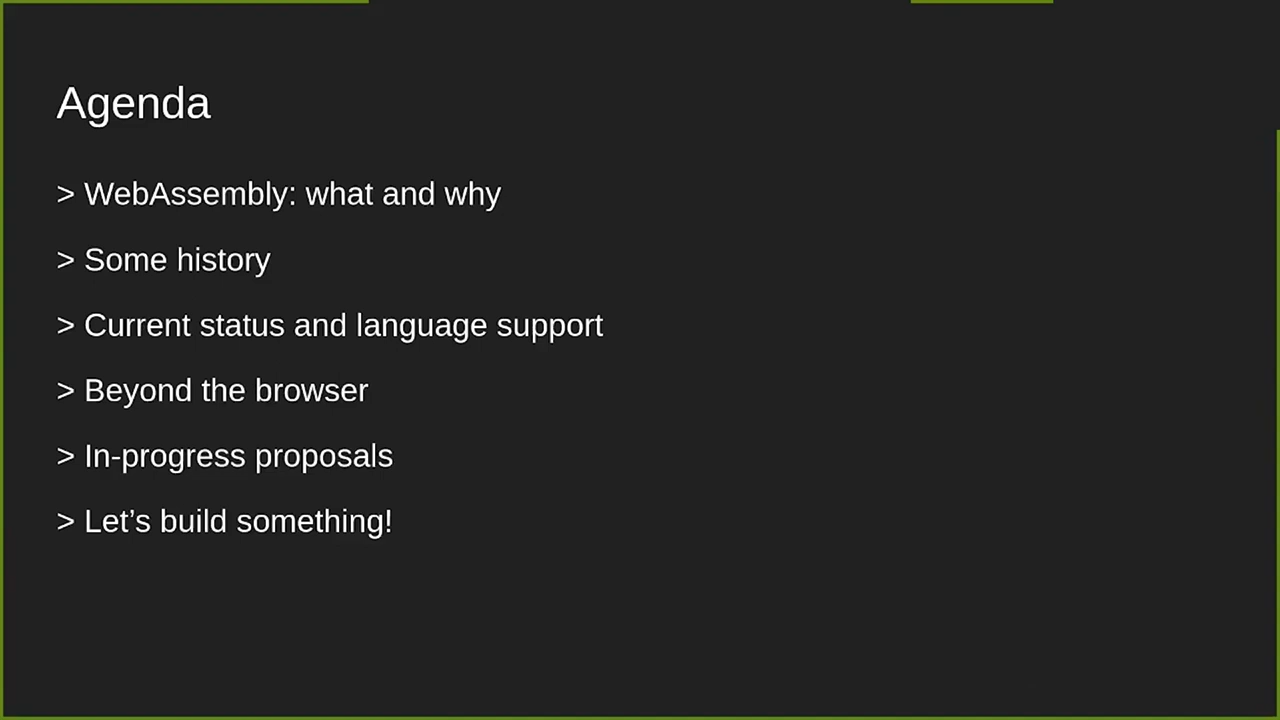 Agenda
> WebAssembly: what and why
> Some history
> Current status and language support
> Beyond the browser
> In-progress proposals
> Let’s build something!